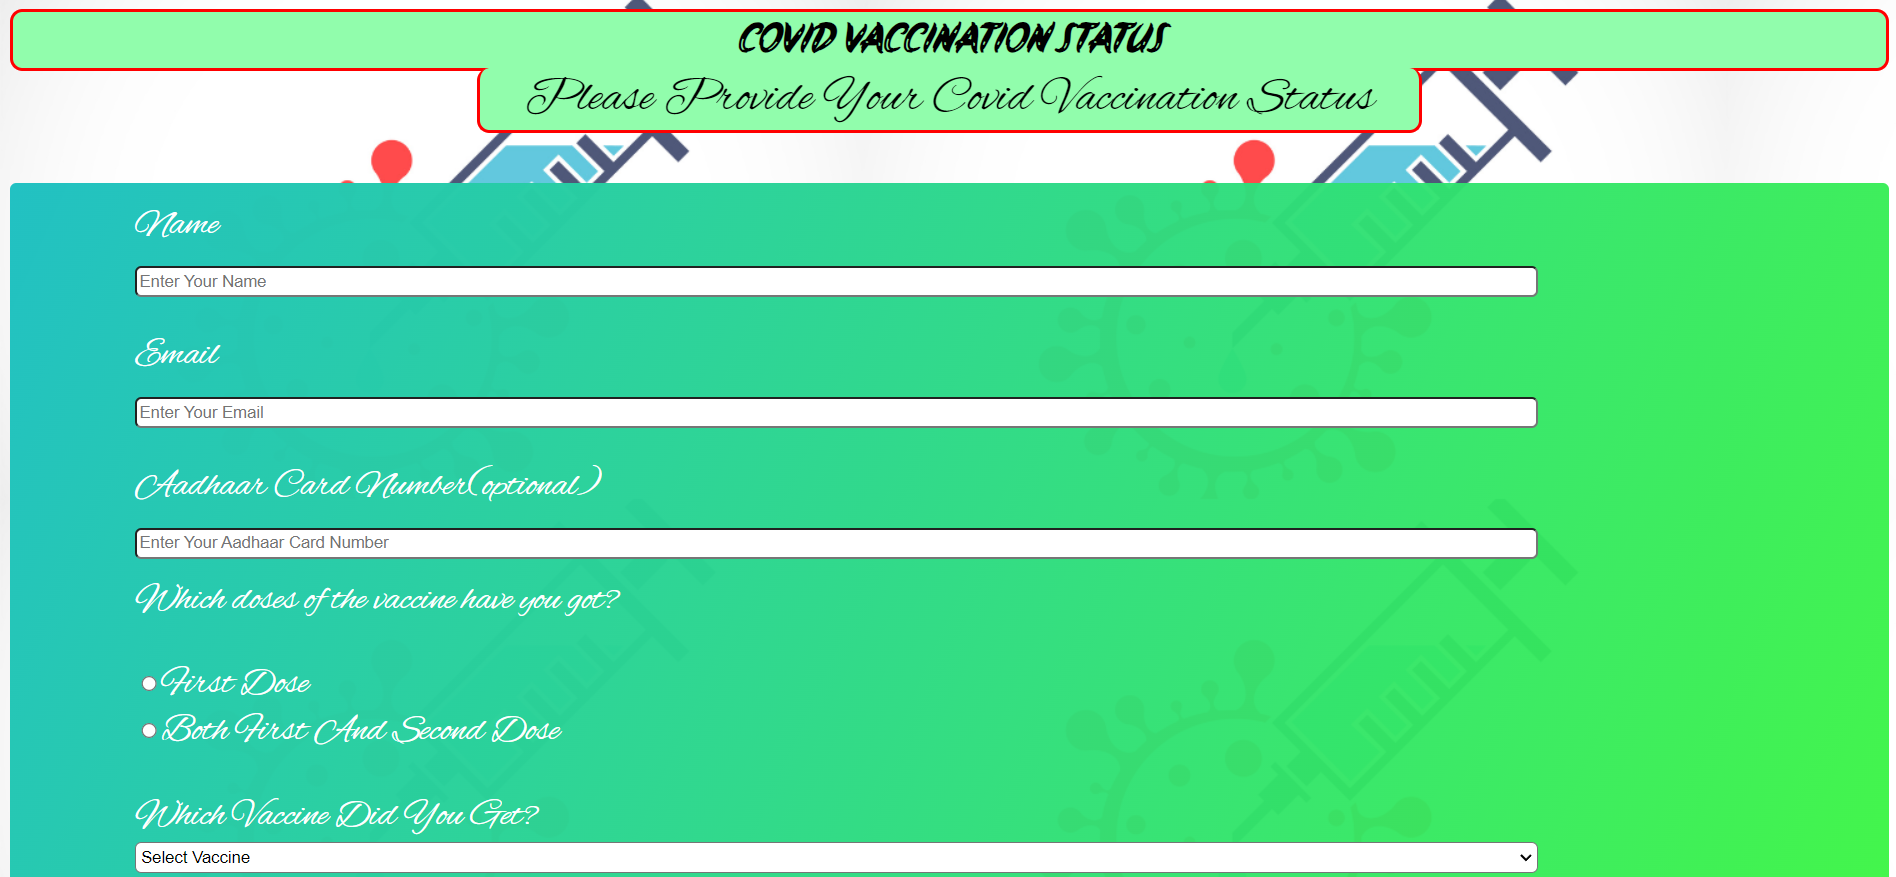 COVID VACCINATION STATUS
Please Provide Your Covid Vaccination Status
Name
Enter Your Name
Email
Enter Your Email
Aadhaar Card Number(optional)
Enter Your Aadhaar Card Number
Which doses of the vaccine have you got?
First Dose
Both First And Second Dose
Which Vaccine Did You Get?
Select Vaccine